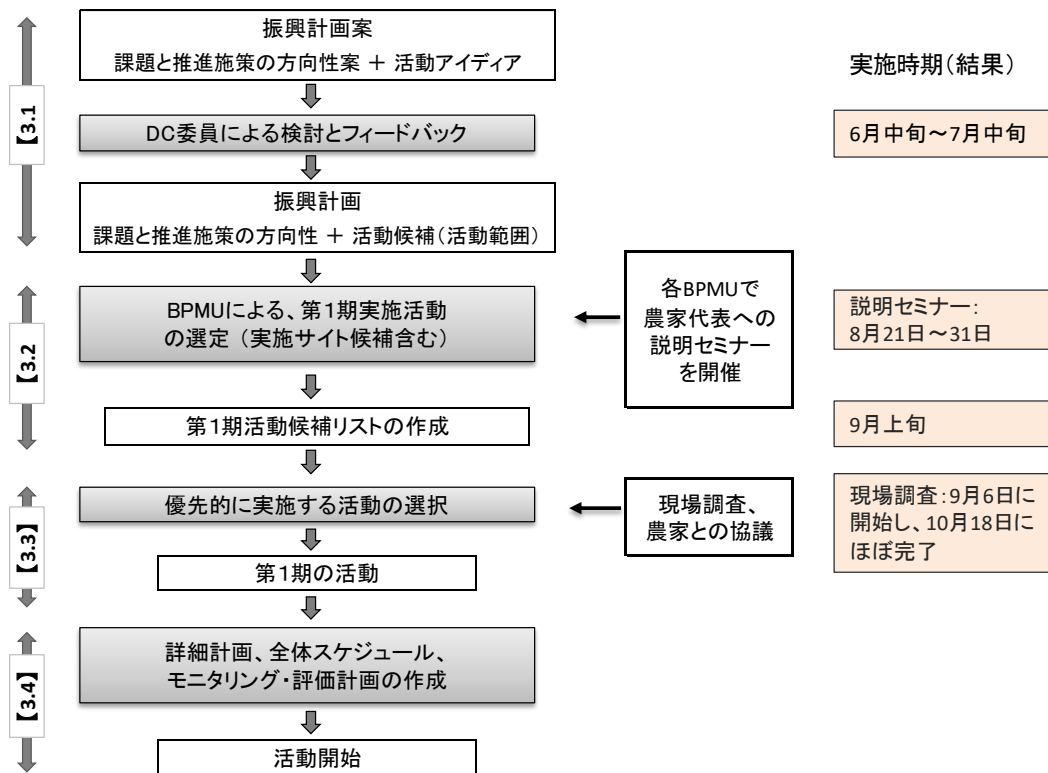 振興計画案
課題と推進施策の方向性案 ＋ 活動アイディア
実施時期(結果)
【3.1
DC委員による検討とフィードバック
6月中旬～7月中旬
振興計画
課題と推進施策の方向性 ＋ 活動候補(活動範囲)
【3.2
BPMUによる、第1期実施活動
の選定 (実施サイト候補含む)
各BPMUで
農家代表への
説明セミナー
を開催
説明セミナー:
8月21日～31日
第1期活動候補リストの作成
9月上旬
【3.3】
優先的に実施する活動の選択
現場調査、
農家との協議
現場調査:9月6日に
開始し、10月18日に
ほぼ完了
第1期の活動
【3.4】
詳細計画、全体スケジュール、
モニタリング・評価計画の作成
活動開始